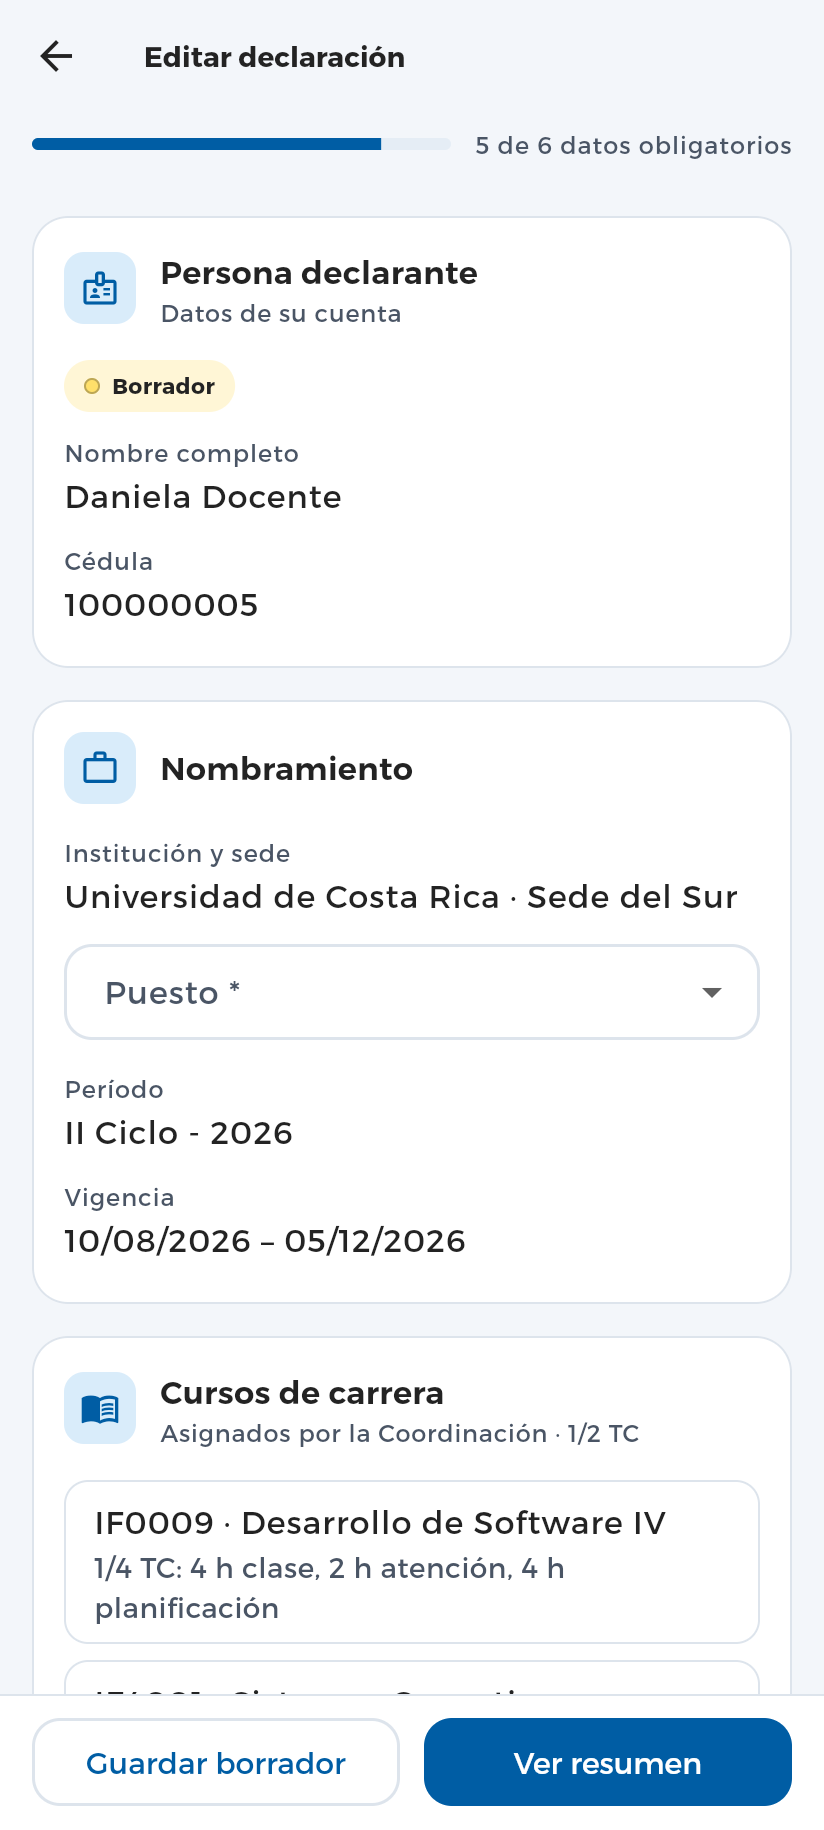 Editar declaración
5 de 6 datos obligatorios
Persona declarante
Datos de su cuenta
Borrador
Nombre completo
Daniela Docente
Cédula
100000005
Nombramiento
Institución y sede
Universidad de Costa Rica · Sede del Sur
Puesto *
Período
II Ciclo - 2026
Vigencia
10/08/2026 – 05/12/2026
Cursos de carrera
Asignados por la Coordinación · 1/2 TC
IF0009 · Desarrollo de Software IV
1/4 TC: 4 h clase, 2 h atención, 4 h
planificación
Guardar borrador
Ver resumen